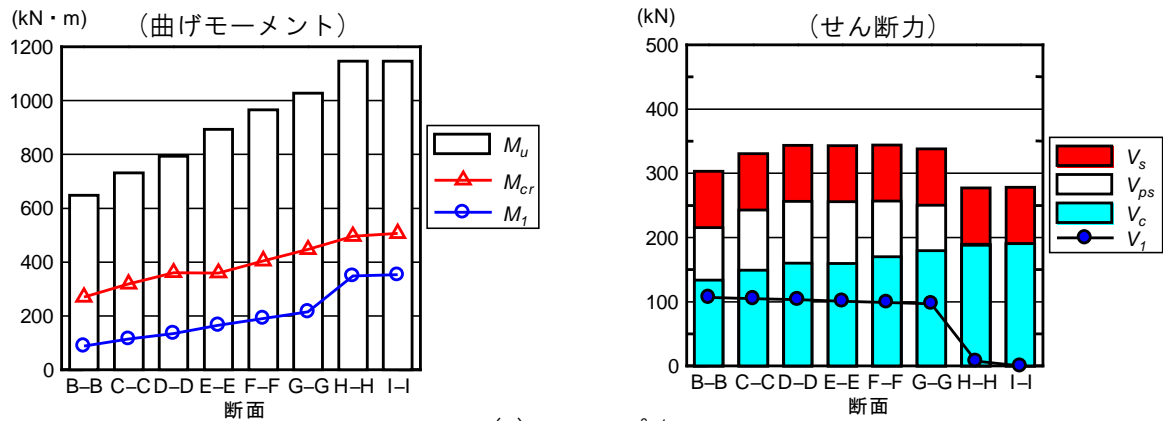 (kN・m)
(曲げモーメント)
1200
1000
800
600
400
200
0
B–B C–C D–D E–E F–F G–G H–H I–I
断面
M_u
M_cr
M_1
(kN)
(せん断力)
500
400
300
200
100
0
B–B C–C D–D E–E F–F G–G H–H I–I
断面
V_s
V_ps
V_c
V_1